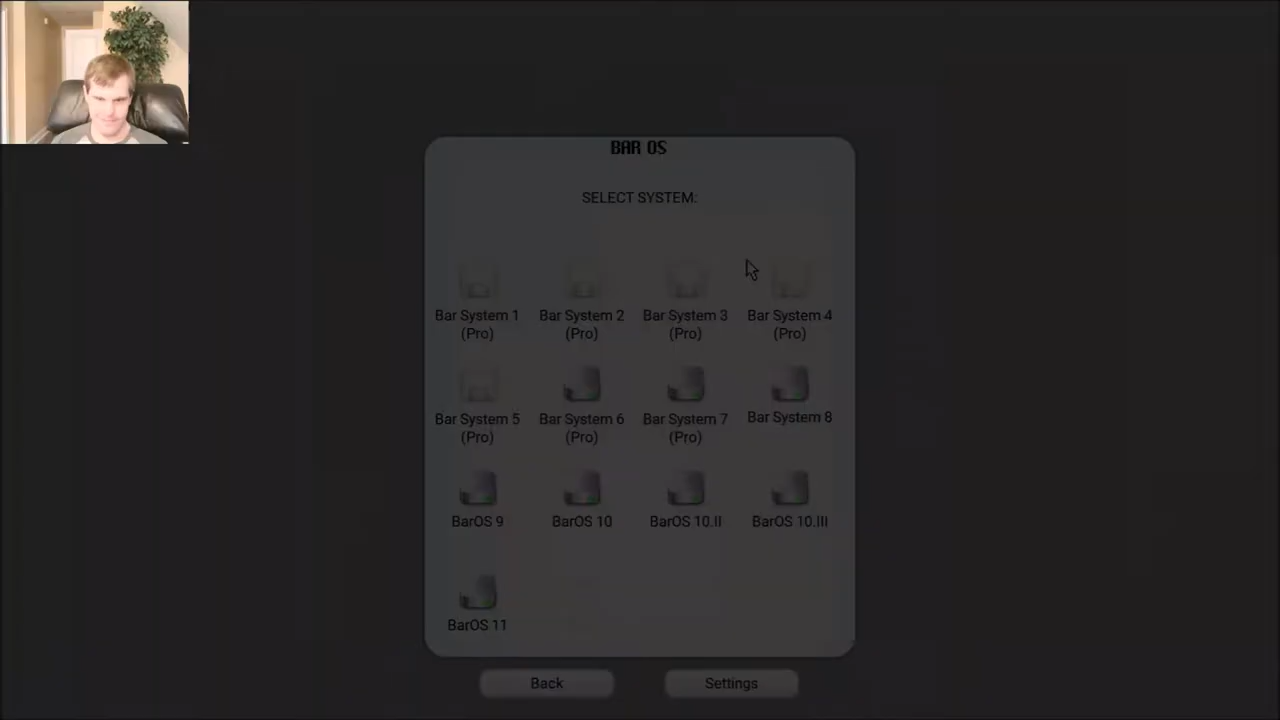 BAR OS
SELECT SYSTEM:
Bar System 1 Bar System 2 Bar System 3 Bar System 4
(Pro) (Pro) (Pro) (Pro)
Bar System 5 Bar System 6 Bar System 7 Bar System 8
(Pro) (Pro) (Pro)
BarOS 9 BarOS 10 BarOS 10.II BarOS 10.III
BarOS 11
Back Settings